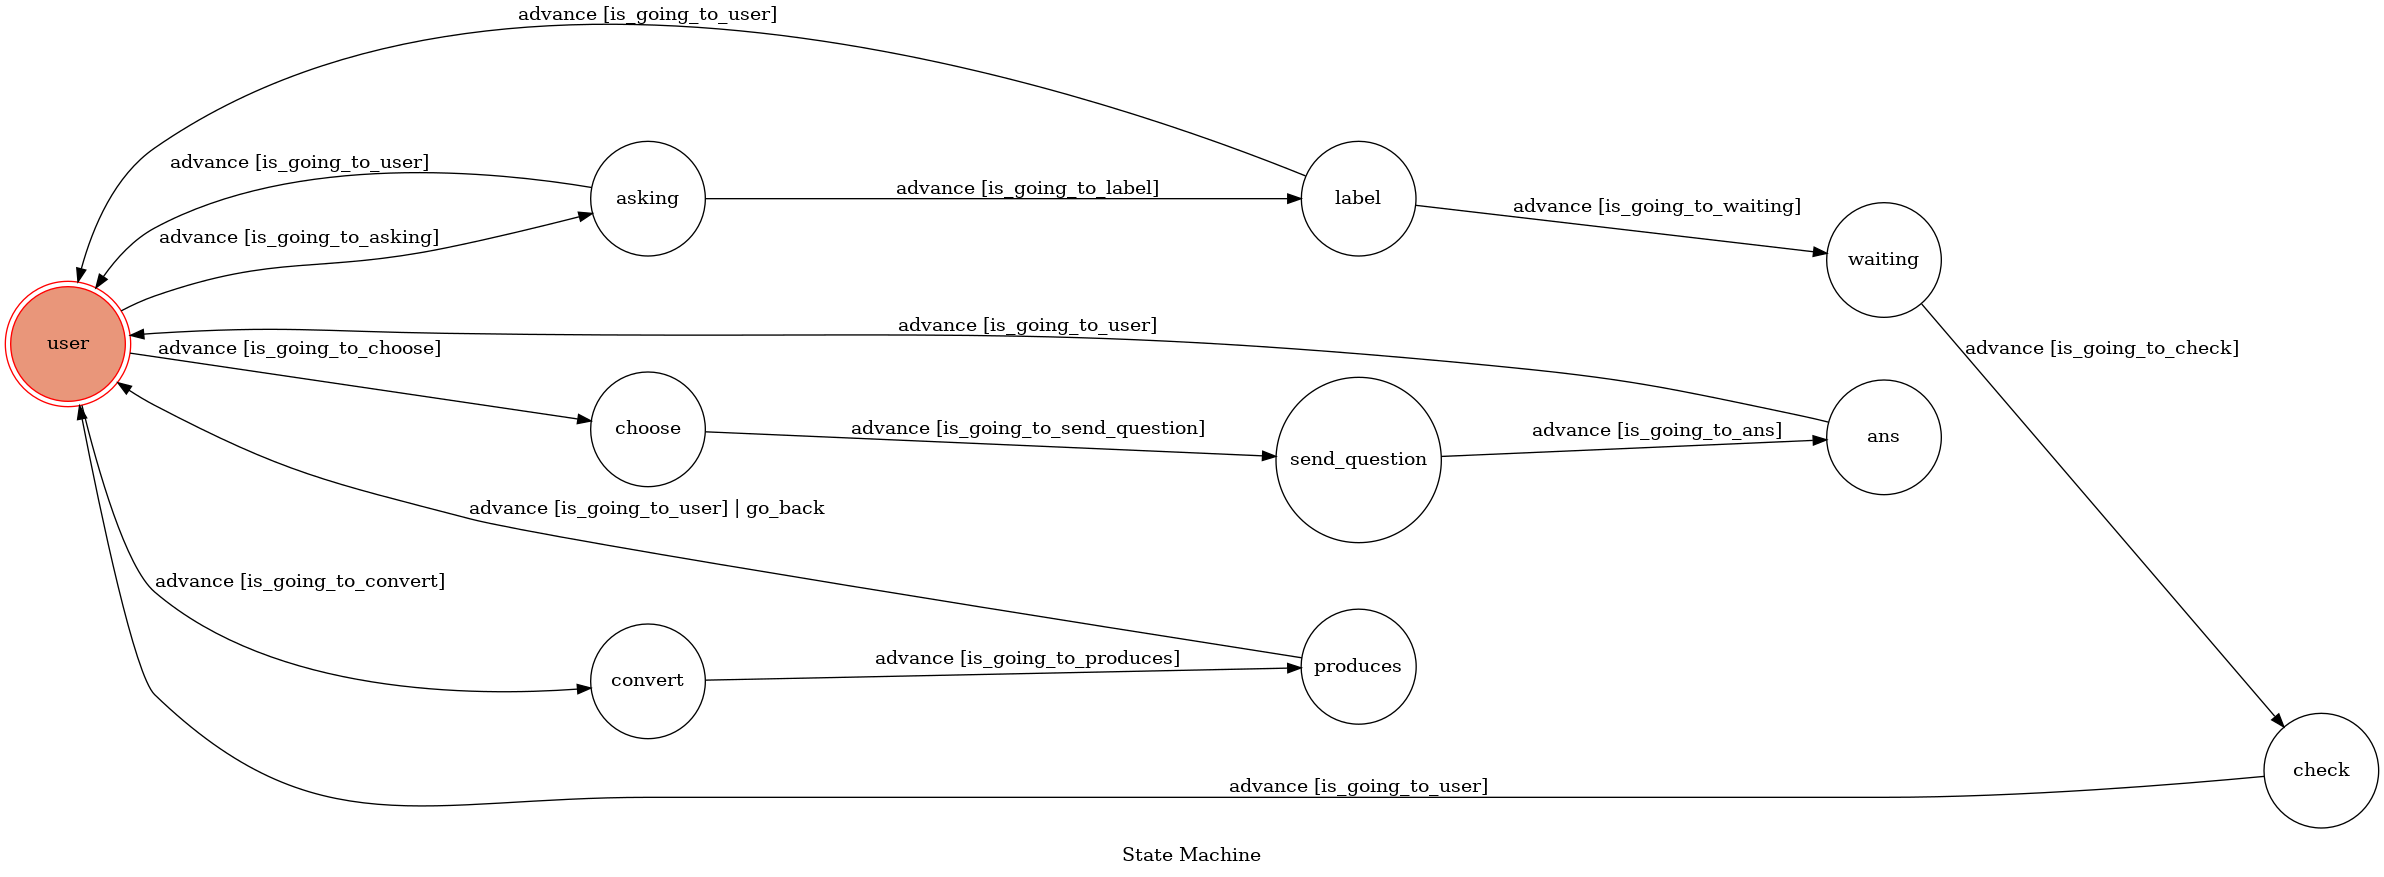 advance [is_going_to_user]
advance [is_going_to_user]
asking
advance [is_going_to_label]
label
advance [is_going_to_waiting]
advance [is_going_to_asking]
waiting
user
advance [is_going_to_user]
advance [is_going_to_choose]
advance [is_going_to_check]
choose
advance [is_going_to_send_question]
send_question
advance [is_going_to_ans]
ans
advance [is_going_to_user] | go_back
advance [is_going_to_convert]
convert
advance [is_going_to_produces]
produces
check
advance [is_going_to_user]
State Machine